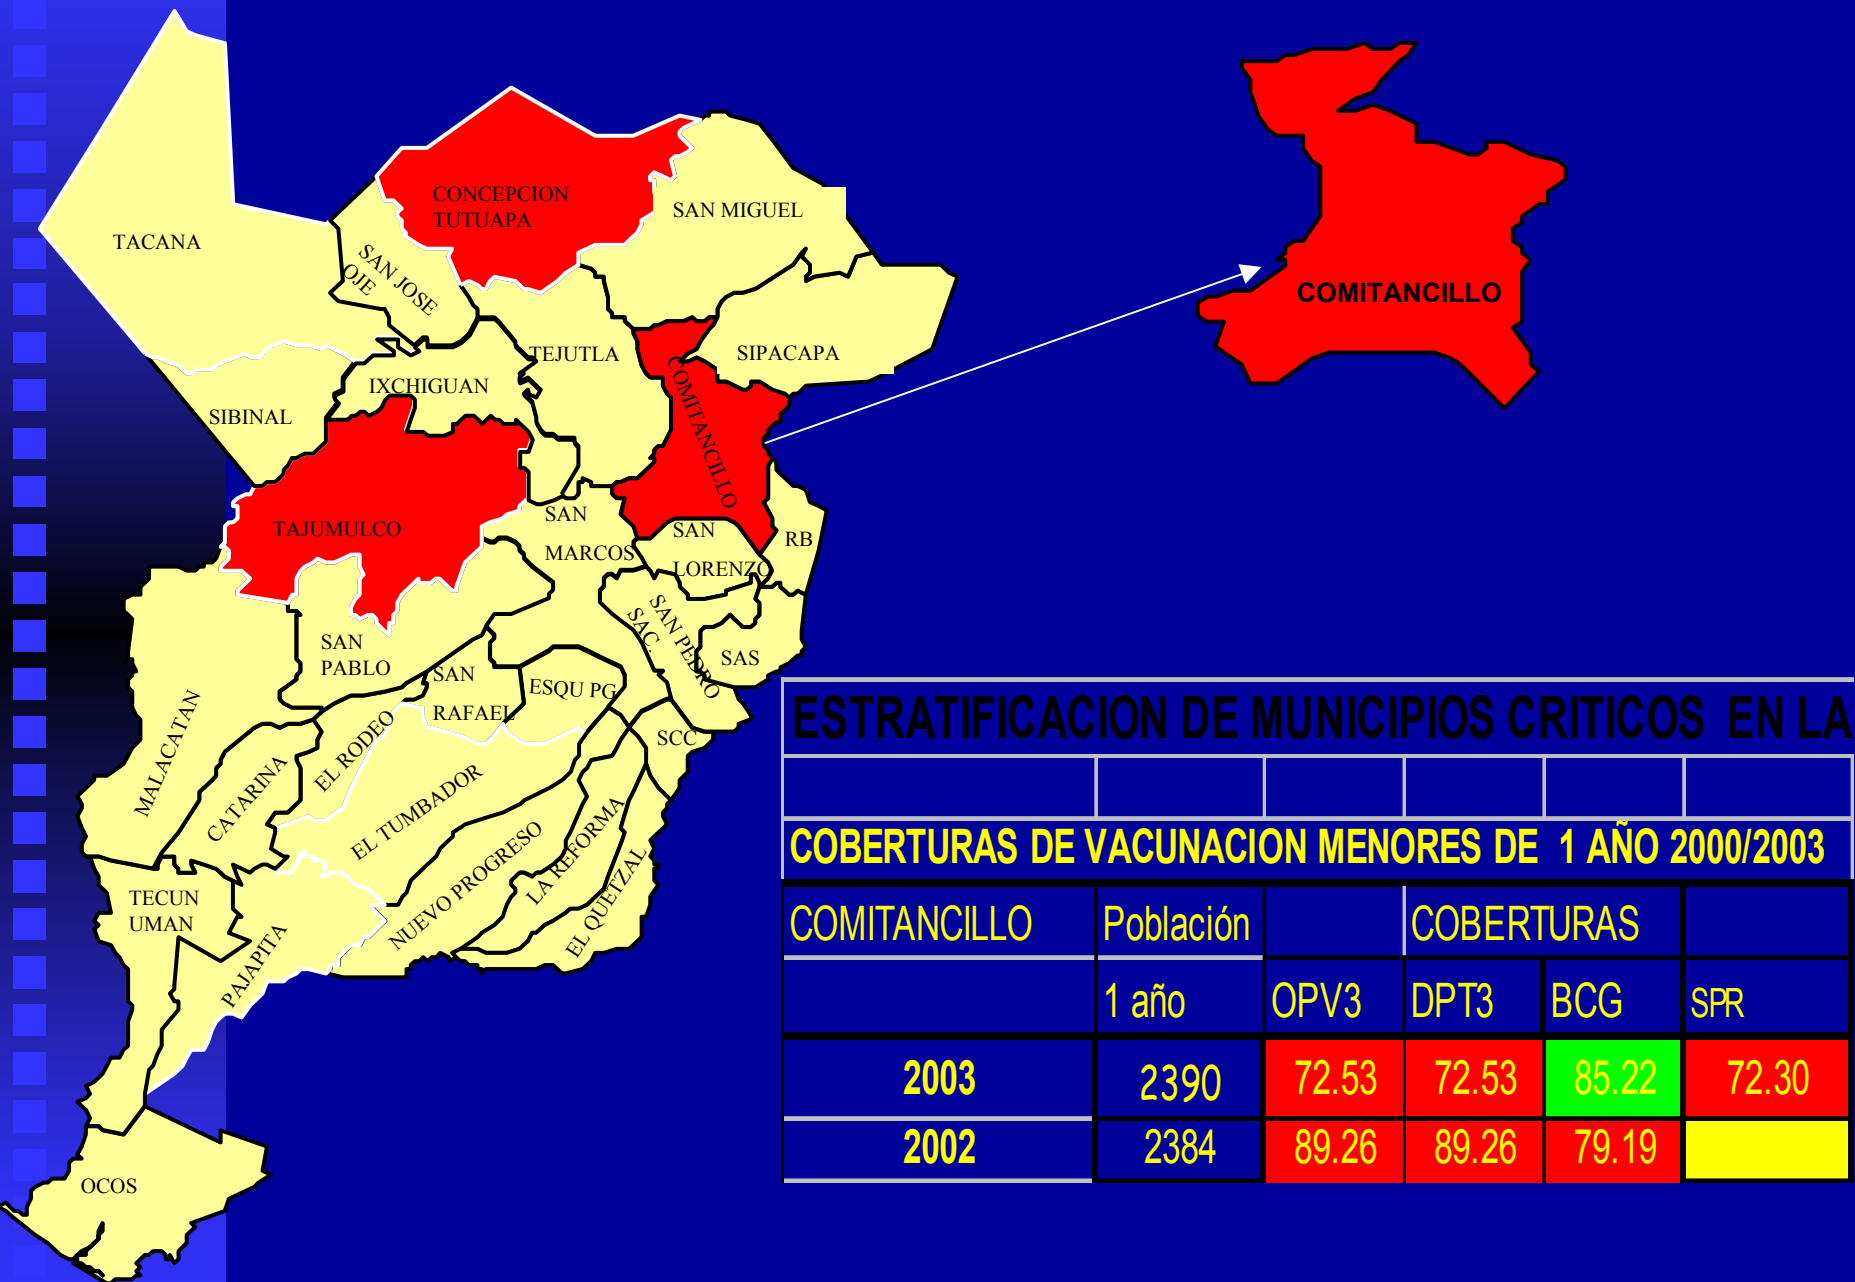 CONCEPCION
TUTUAPA
SAN MIGUEL
TACANA
SAN JOSE
OJE
COMITANCILLO
TEJUTLA
SIPACAPA
IXCHIGUAN
COMITANCILLO
SIBINAL
SAN
MARCOS
TAJUMULCO
SAN
LORENZO
RB
SAN PEDRO
SAC.
SAN
PABLO
SAS
SAN
RAFAEL
ESQU PG
SCC
MALACATAN
EL RODEO
CATARINA
EL TUMBADOR
LA REFORMA
NUEVO PROGRESO
EL QUETZAL
TECUN
UMAN
PAJAPITA
OCOS
ESTRATIFICACION DE MUNICIPIOS CRITICOS EN LA
COBERTURAS DE VACUNACION MENORES DE 1 AÑO 2000/2003
COMITANCILLO Población COBERTURAS
1 año OPV3 DPT3 BCG SPR
2003 2390 72.53 72.53 85.22 72.30
2002 2384 89.26 89.26 79.19